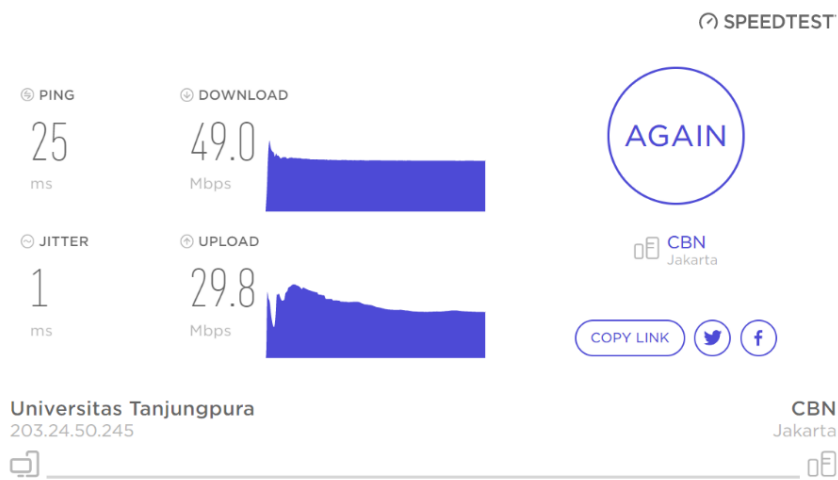 SPEEDTEST
PING
25
ms
DOWNLOAD
49.0
Mbps
AGAIN
JITTER
1
ms
UPLOAD
29.8
Mbps
CBN
Jakarta
COPY LINK
Universitas Tanjungpura
203.24.50.245
CBN
Jakarta